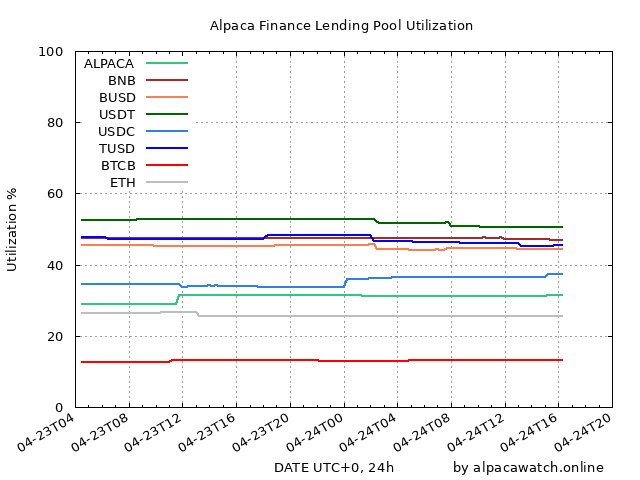 Alpaca Finance Lending Pool Utilization
100
80
60
40
20
0
Utilization %
ALPACA
BNB
BUSD
USDT
USDC
TUSD
BTCB
ETH
04-23T04
04-23T08
04-23T12
04-23T16
04-23T20
04-24T00
04-24T04
04-24T08
04-24T12
04-24T16
04-24T20
DATE UTC+0, 24h
by alpacawatch.online